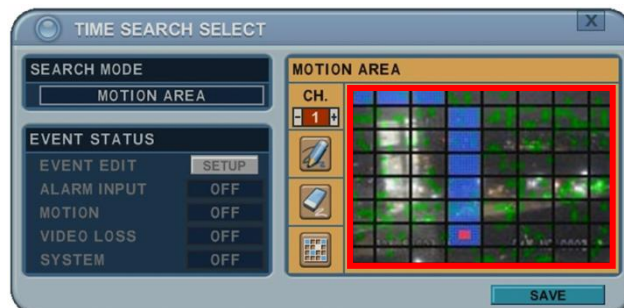 TIME SEARCH SELECT
X
SEARCH MODE
MOTION AREA
EVENT STATUS
EVENT EDIT SETUP
ALARM INPUT OFF
MOTION OFF
VIDEO LOSS OFF
SYSTEM OFF
MOTION AREA
CH.
- 1 +
SAVE